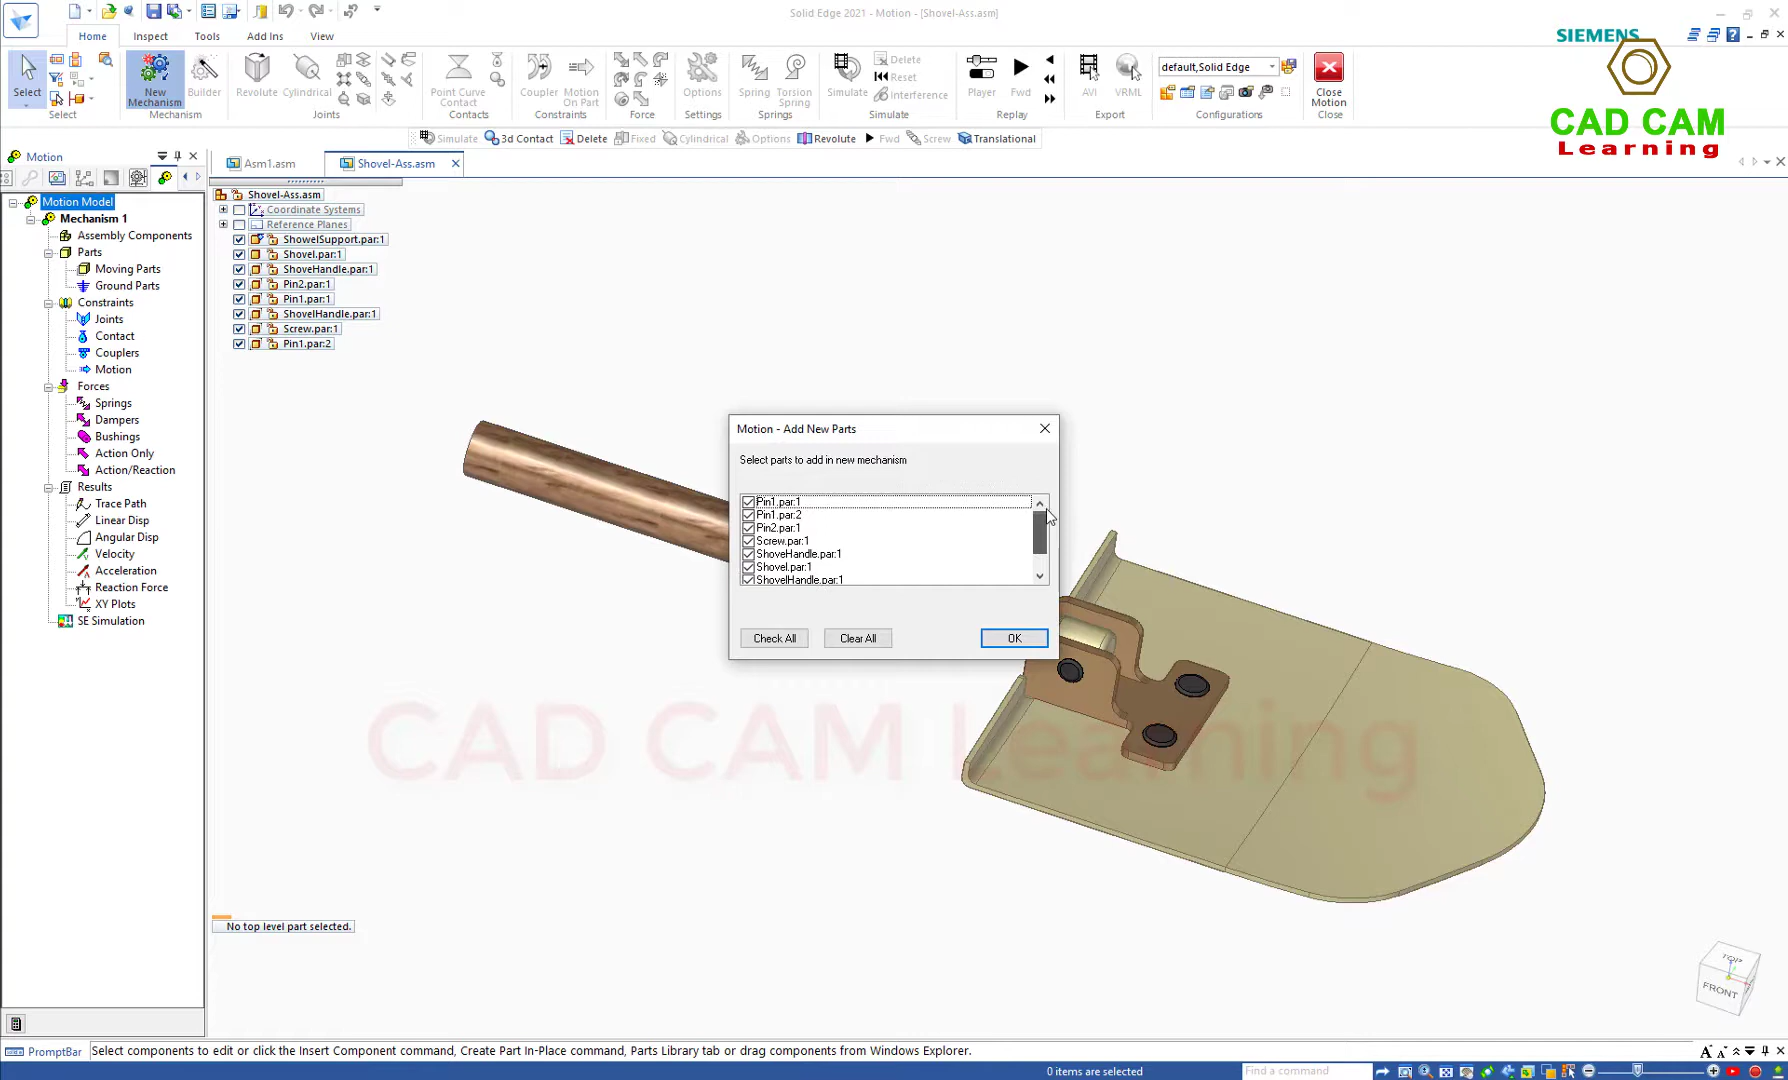 Solid Edge 2021 - Motion - [Shovel-Ass.asm]
Home
Inspect
Tools
Add Ins
View
SIEMENS
CAD CAM
Learning
Select
New
Mechanism
Builder
Revolute
Cylindrical
Point Curve
Contact
Coupler
Motion
On Part
Options
Spring
Torsion
Spring
Simulate
Delete
Reset
Interference
Player
Fwd
AVI
VRML
default,Solid Edge
Close
Motion
Select
Mechanism
Joints
Contacts
Constraints
Force
Settings
Springs
Simulate
Replay
Export
Configurations
Close
Simulate
3d Contact
Delete
Fixed
Cylindrical
Options
Revolute
Fwd
Screw
Translational
Motion
Asm1.asm
Shovel-Ass.asm
Motion Model
Mechanism 1
Assembly Components
Parts
Moving Parts
Ground Parts
Constraints
Joints
Contact
Couplers
Motion
Forces
Springs
Dampers
Bushings
Action Only
Action/Reaction
Results
Trace Path
Linear Disp
Angular Disp
Velocity
Acceleration
Reaction Force
XY Plots
SE Simulation
Shovel-Ass.asm
Coordinate Systems
Reference Planes
ShowelSupport.par:1
Shovel.par:1
ShoveHandle.par:1
Pin2.par:1
Pin1.par:1
ShovelHandle.par:1
Screw.par:1
Pin1.par:2
Motion - Add New Parts
Select parts to add in new mechanism
Pin1.par:1
Pin1.par:2
Pin2.par:1
Screw.par:1
ShoveHandle.par:1
Shovel.par:1
ShovelHandle.par:1
Check All
Clear All
OK
CAD CAM Learning
No top level part selected.
TOP
FRONT
PromptBar
Select components to edit or click the Insert Component command, Create Part In-Place command, Parts Library tab or drag components from Windows Explorer.
0 items are selected
Find a command